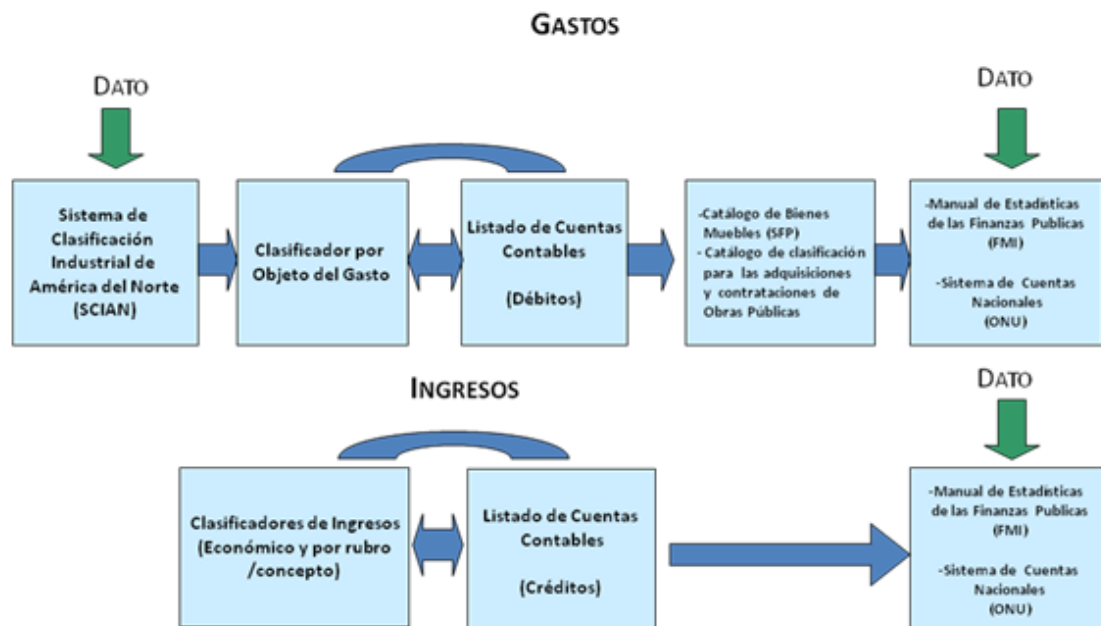 GASTOS
DATO
DATO
Sistema de
Clasificación
Industrial de
América del Norte
(SCIAN)
Clasificador por
Objeto del Gasto
Listado de Cuentas
Contables
(Débitos)
-Catálogo de Bienes
Muebles (SFP)
- Catálogo de clasificación
para las adquisiciones
y contrataciones de
Obras Públicas
-Manual de Estadísticas
de las Finanzas Publicas
(FMI)
-Sistema de Cuentas
Nacionales
(ONU)
INGRESOS
DATO
Clasificadores de Ingresos
(Económico y por rubro
/concepto)
Listado de Cuentas
Contables
(Créditos)
-Manual de Estadísticas
de las Finanzas Publicas
(FMI)
-Sistema de Cuentas
Nacionales
(ONU)